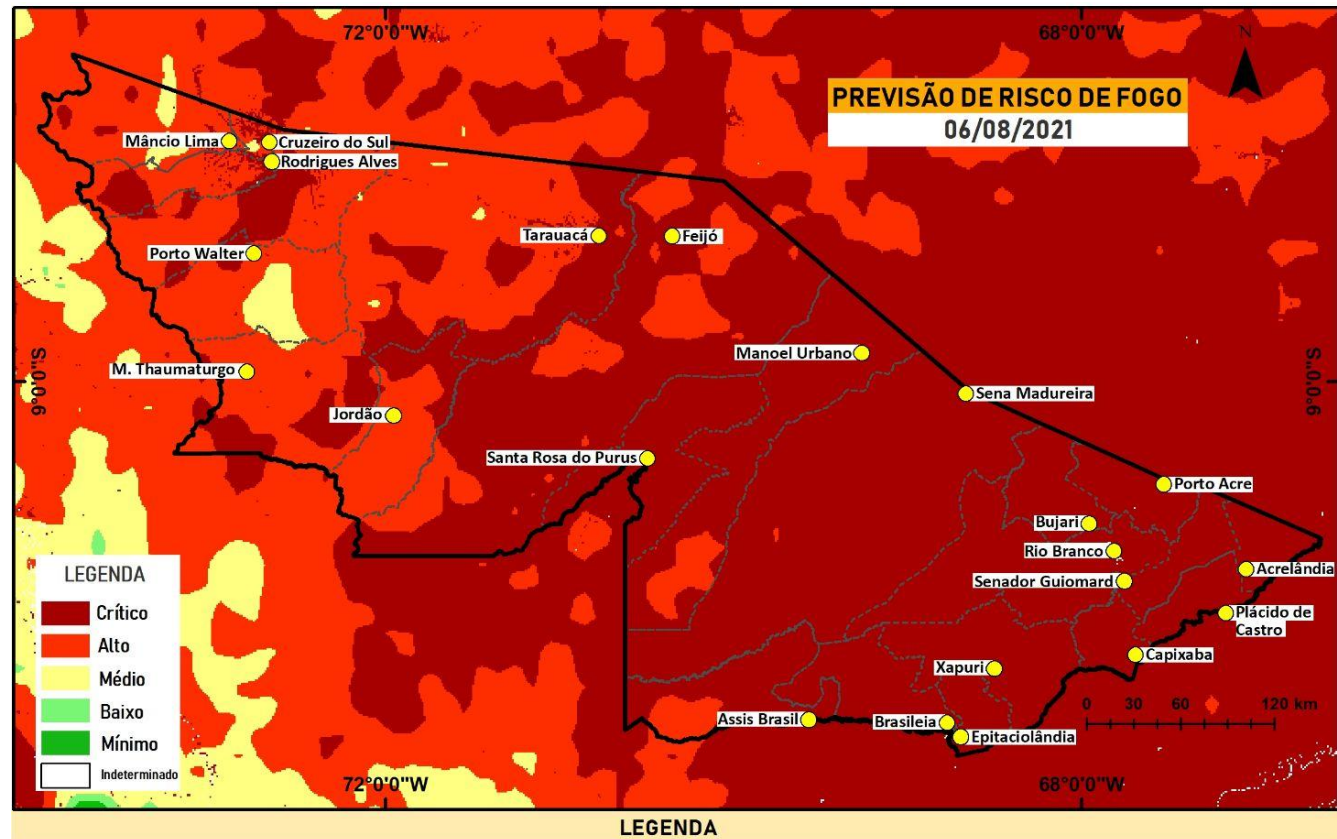 72°0'0"W
68°0'0"W
N
PREVISÃO DE RISCO DE FOGO
06/08/2021
Mâncio Lima
Cruzeiro do Sul
Rodrigues Alves
Tarauacá
Feijó
Porto Walter
Manoel Urbano
M. Thaumaturgo
9°0'0"S
9°0'0"S
Sena Madureira
Jordão
Santa Rosa do Purus
Porto Acre
Bujari
Rio Branco
Acrelândia
Senador Guiomard
Plácido de
Castro
Capixaba
Xapuri
0 30 60 120 km
Assis Brasil
Brasileia
Epitaciolândia
LEGENDA
Crítico
Alto
Médio
Baixo
Mínimo
Indeterminado
72°0'0"W
68°0'0"W
LEGENDA